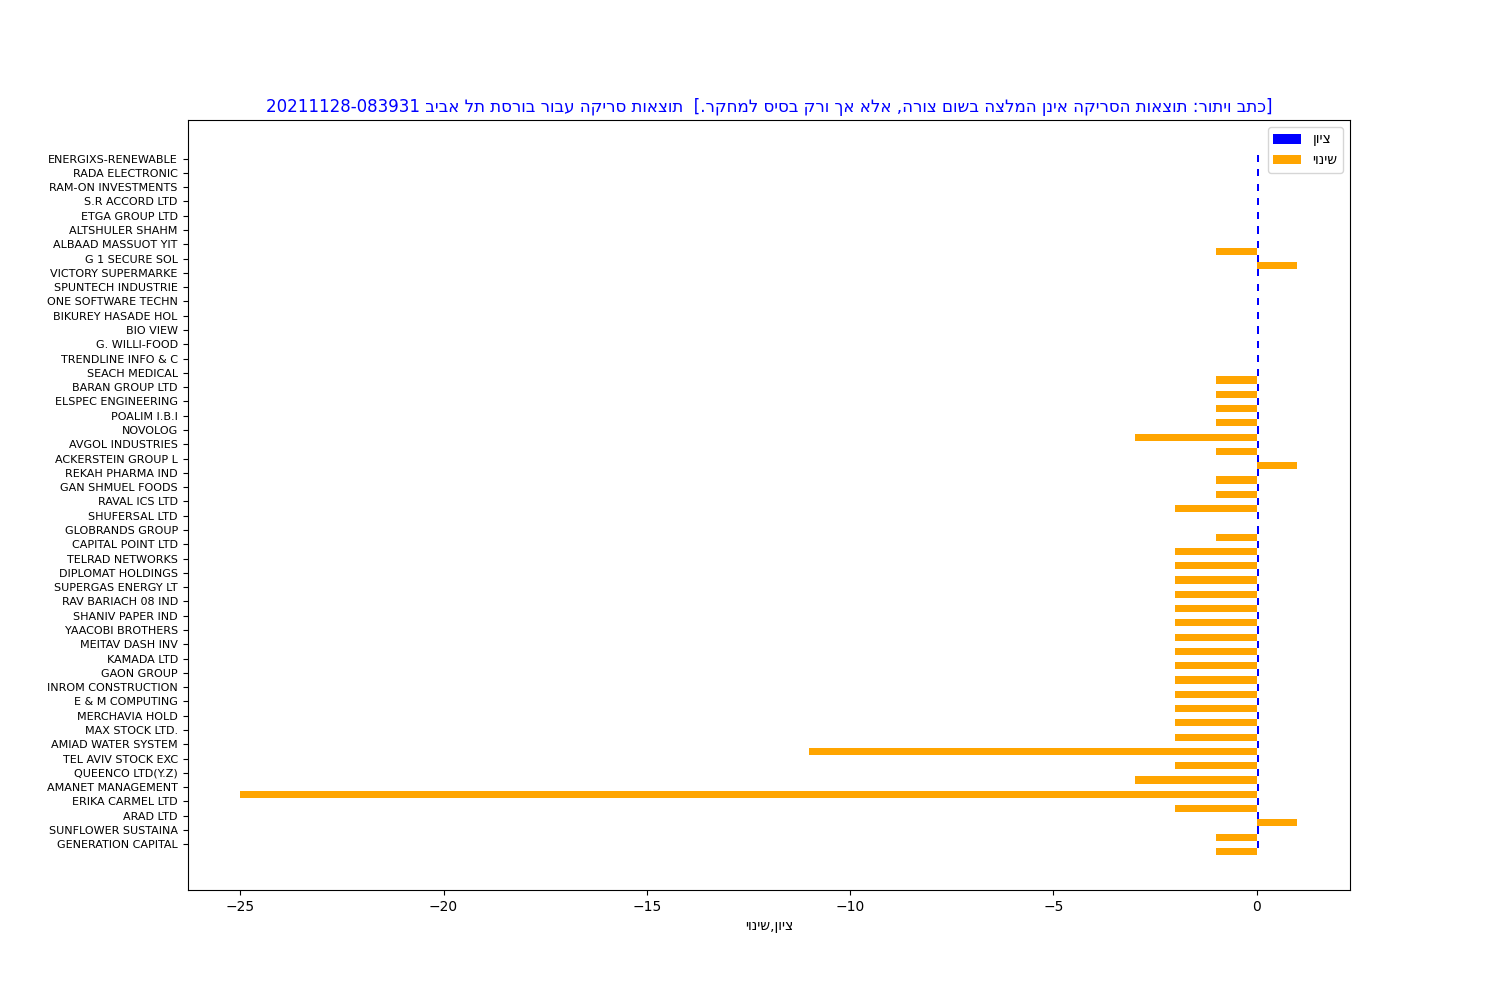 [כתב ויתור: תוצאות הסריקה אינן המלצה בשום צורה, אלא אך ורק בסיס למחקר.] תוצאות סריקה עבור בורסת תל אביב 20211128-083931
ציון
שינוי
ENERGIXS-RENEWABLE
RADA ELECTRONIC
RAM-ON INVESTMENTS
S.R ACCORD LTD
ETGA GROUP LTD
ALTSHULER SHAHM
ALBAAD MASSUOT YIT
G 1 SECURE SOL
VICTORY SUPERMARKE
SPUNTECH INDUSTRIE
ONE SOFTWARE TECHN
BIKUREY HASADE HOL
BIO VIEW
G. WILLI-FOOD
TRENDLINE INFO & C
SEACH MEDICAL
BARAN GROUP LTD
ELSPEC ENGINEERING
POALIM I.B.I
NOVOLOG
AVGOL INDUSTRIES
ACKERSTEIN GROUP L
REKAH PHARMA IND
GAN SHMUEL FOODS
RAVAL ICS LTD
SHUFERSAL LTD
GLOBRANDS GROUP
CAPITAL POINT LTD
TELRAD NETWORKS
DIPLOMAT HOLDINGS
SUPERGAS ENERGY LT
RAV BARIACH 08 IND
SHANIV PAPER IND
YAACOBI BROTHERS
MEITAV DASH INV
KAMADA LTD
GAON GROUP
INROM CONSTRUCTION
E & M COMPUTING
MERCHAVIA HOLD
MAX STOCK LTD.
AMIAD WATER SYSTEM
TEL AVIV STOCK EXC
QUEENCO LTD(Y.Z)
AMANET MANAGEMENT
ERIKA CARMEL LTD
ARAD LTD
SUNFLOWER SUSTAINA
GENERATION CAPITAL
−25 −20 −15 −10 −5 0
ציון,שינוי